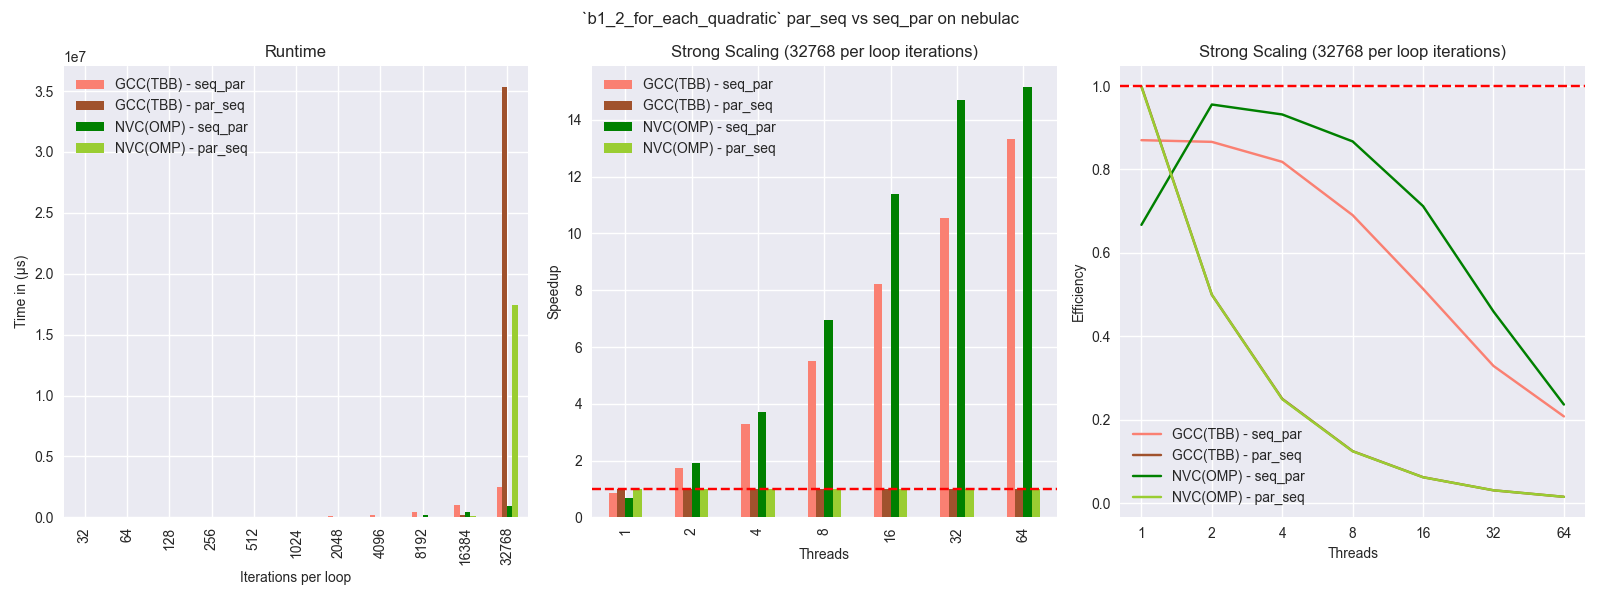 `b1_2_for_each_quadratic` par_seq vs seq_par on nebulac
Runtime
1e7
GCC(TBB) - seq_par
GCC(TBB) - par_seq
NVC(OMP) - seq_par
NVC(OMP) - par_seq
3.5
3.0
2.5
2.0
1.5
1.0
0.5
0.0
Time in (µs)
32
64
128
256
512
1024
2048
4096
8192
16384
32768
Iterations per loop
Strong Scaling (32768 per loop iterations)
GCC(TBB) - seq_par
GCC(TBB) - par_seq
NVC(OMP) - seq_par
NVC(OMP) - par_seq
14
12
10
8
6
4
2
0
Speedup
1
2
4
8
16
32
64
Threads
Strong Scaling (32768 per loop iterations)
1.0
0.8
0.6
0.4
0.2
0.0
Efficiency
GCC(TBB) - seq_par
GCC(TBB) - par_seq
NVC(OMP) - seq_par
NVC(OMP) - par_seq
1
2
4
8
16
32
64
Threads